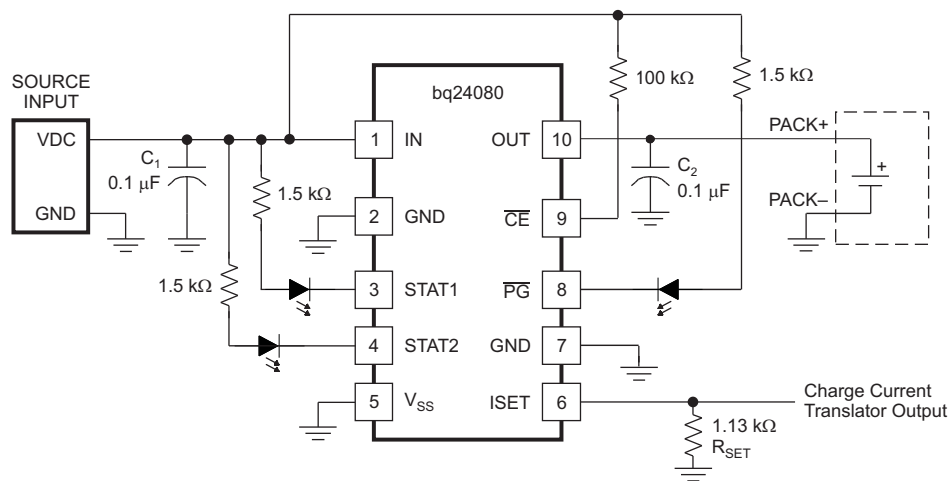 SOURCE
INPUT
VDC
GND
C1
0.1 μF
1.5 kΩ
1.5 kΩ
bq24080
1 IN
2 GND
3 STAT1
4 STAT2
5 VSS
OUT 10
CE 9
PG 8
GND 7
ISET 6
100 kΩ
1.5 kΩ
C2
0.1 μF
PACK+
+
PACK–
Charge Current
Translator Output
1.13 kΩ
RSET